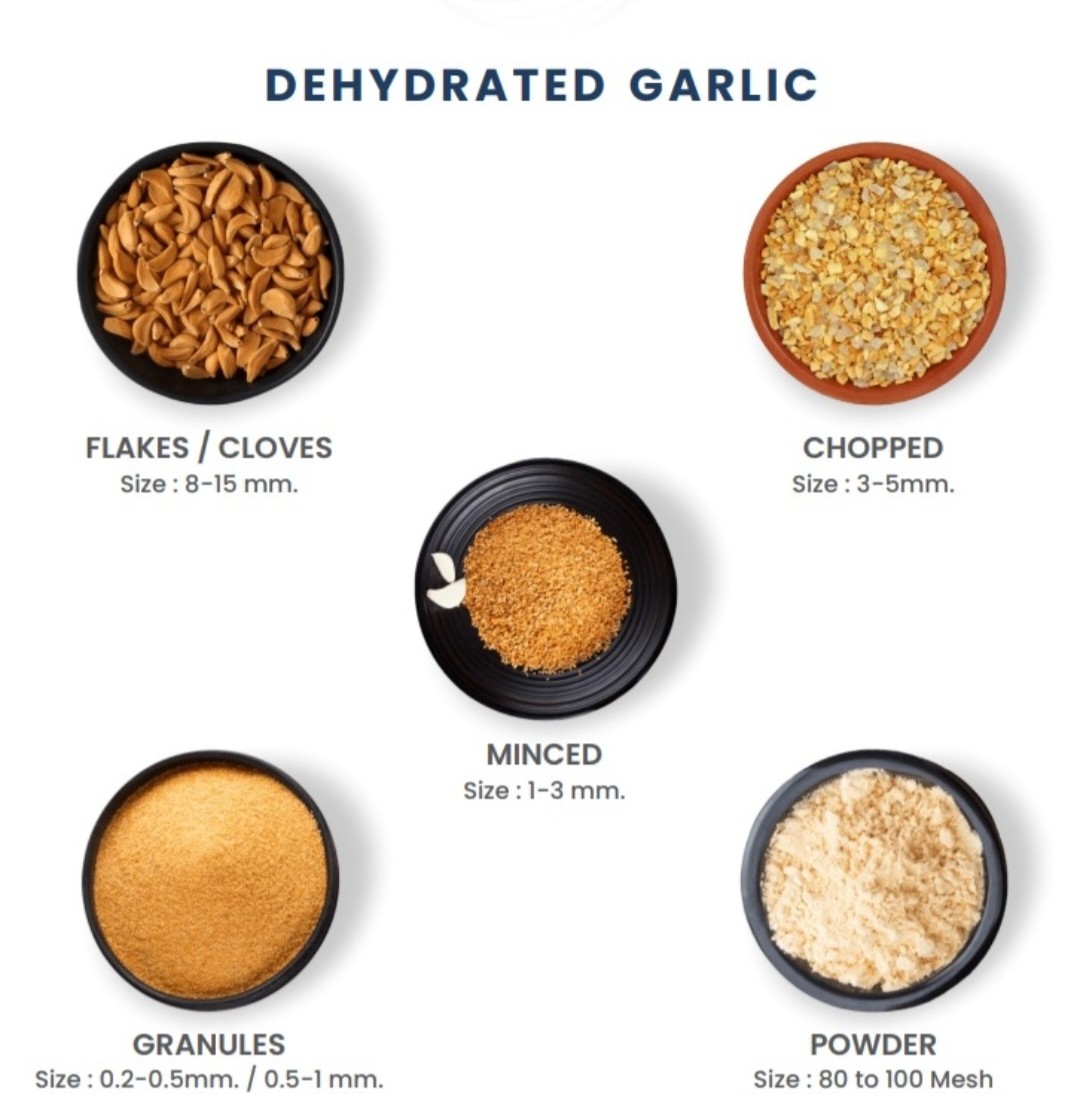 DEHYDRATED GARLIC
FLAKES / CLOVES
Size : 8-15 mm.
CHOPPED
Size : 3-5mm.
MINCED
Size : 1-3 mm.
GRANULES
Size : 0.2-0.5mm. / 0.5-1 mm.
POWDER
Size : 80 to 100 Mesh